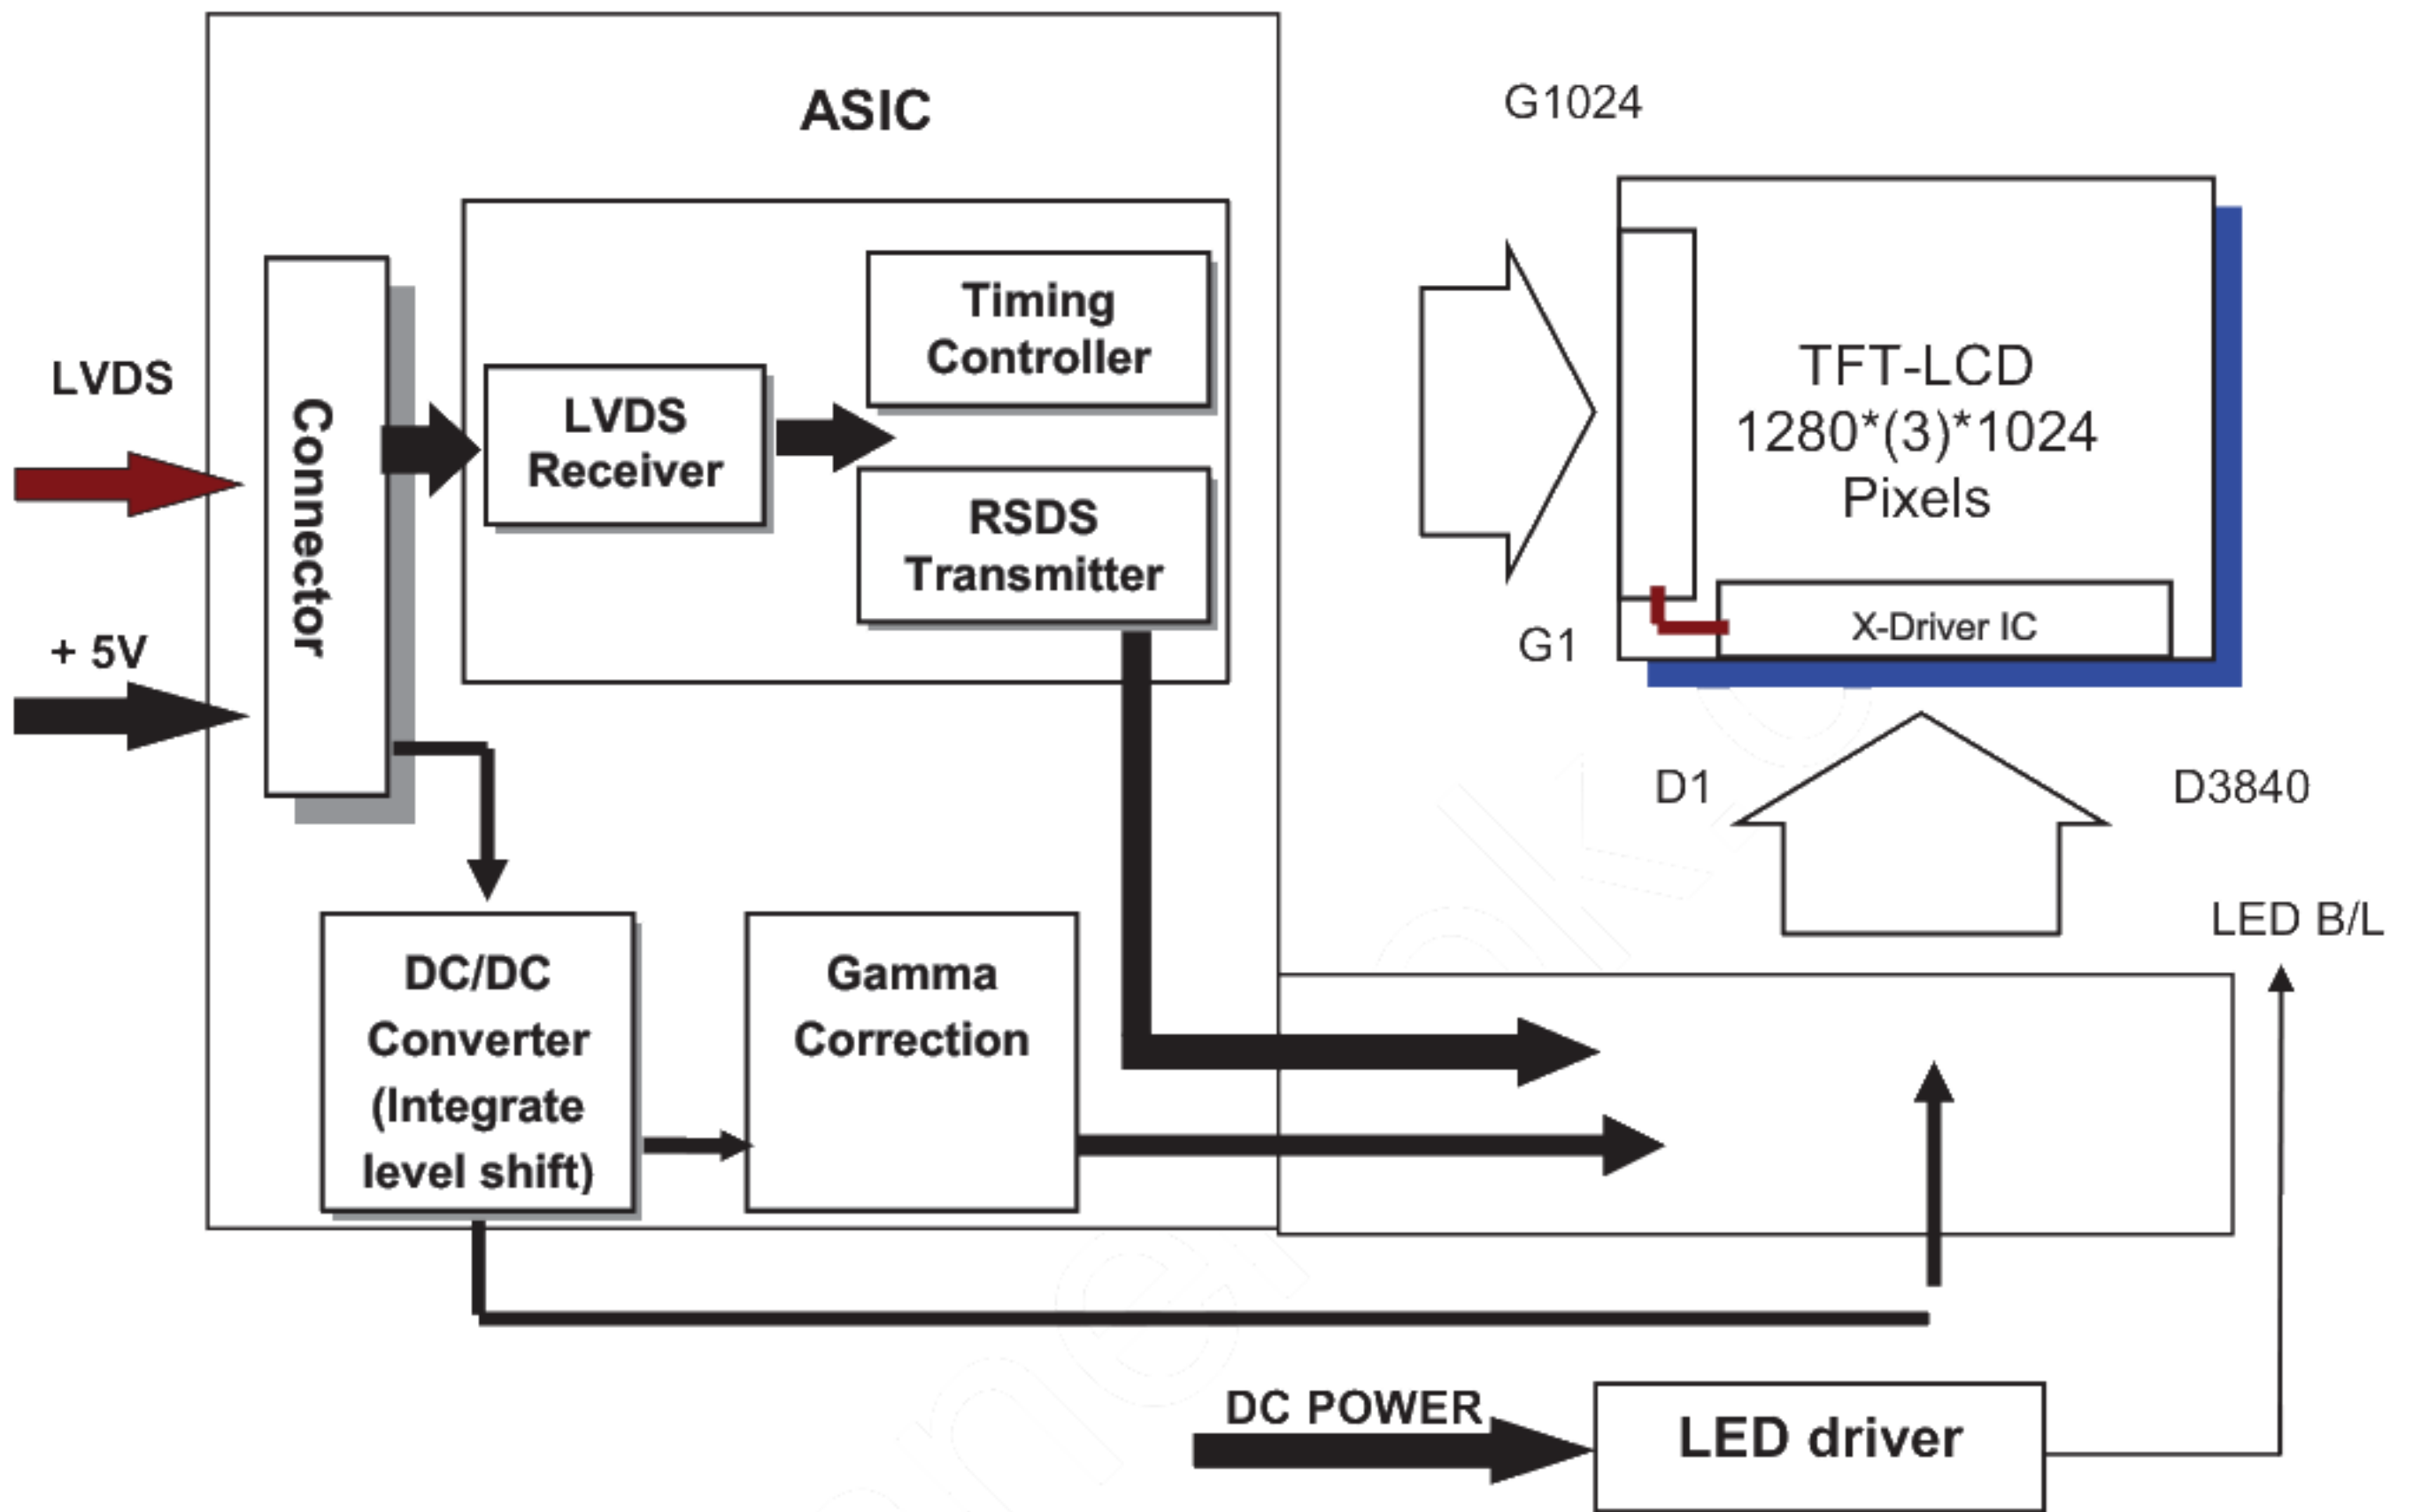 ASIC
G1024
LVDS
+ 5V
Connector
LVDS
Receiver
Timing
Controller
RSDS
Transmitter
TFT-LCD
1280*(3)*1024
Pixels
X-Driver IC
G1
D1
D3840
LED B/L
DC/DC
Converter
(Integrate
level shift)
Gamma
Correction
DC POWER
LED driver